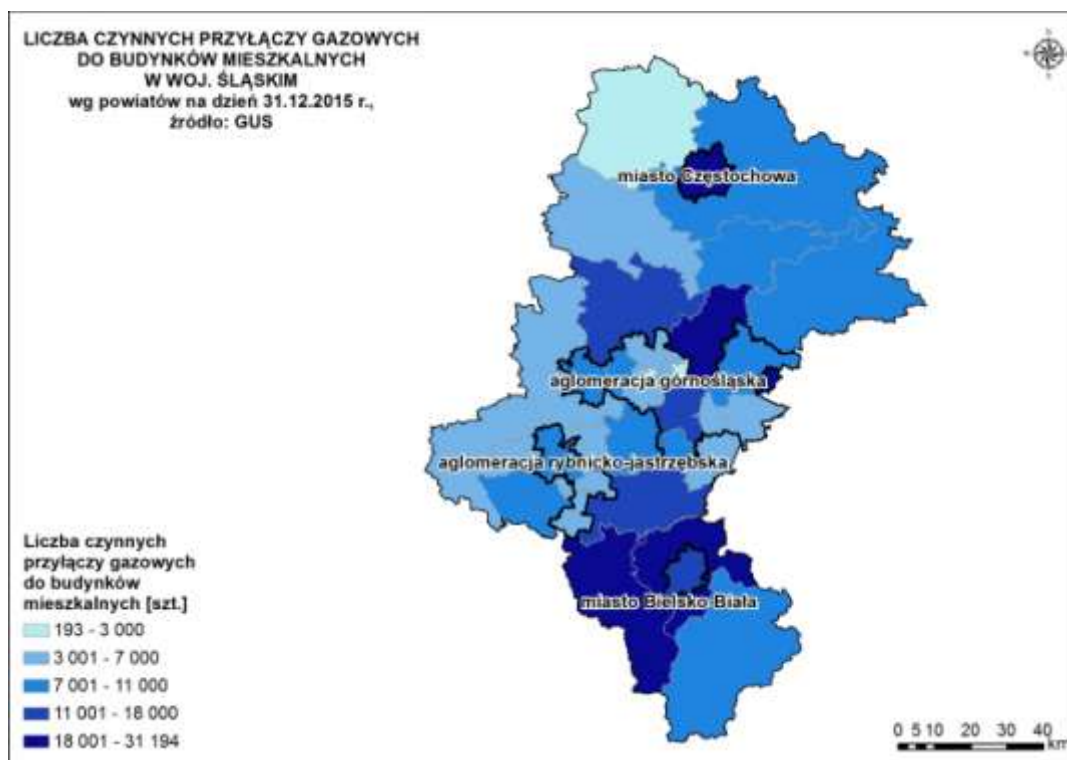 LICZBA CZYNNYCH PRZYŁĄCZY GAZOWYCH
DO BUDYNKÓW MIESZKALNYCH
W WOJ. ŚLĄSKIM
wg powiatów na dzień 31.12.2015 r.,
źródło: GUS
miasto Częstochowa
aglomeracja górnośląska
aglomeracja rybnicko-jastrzębska
miasto Bielsko-Biała
Liczba czynnych
przyłączy gazowych
do budynków
mieszkalnych [szt.]
193 - 3 000
3 001 - 7 000
7 001 - 11 000
11 001 - 18 000
18 001 - 31 194
0 5 10 20 30 40
km